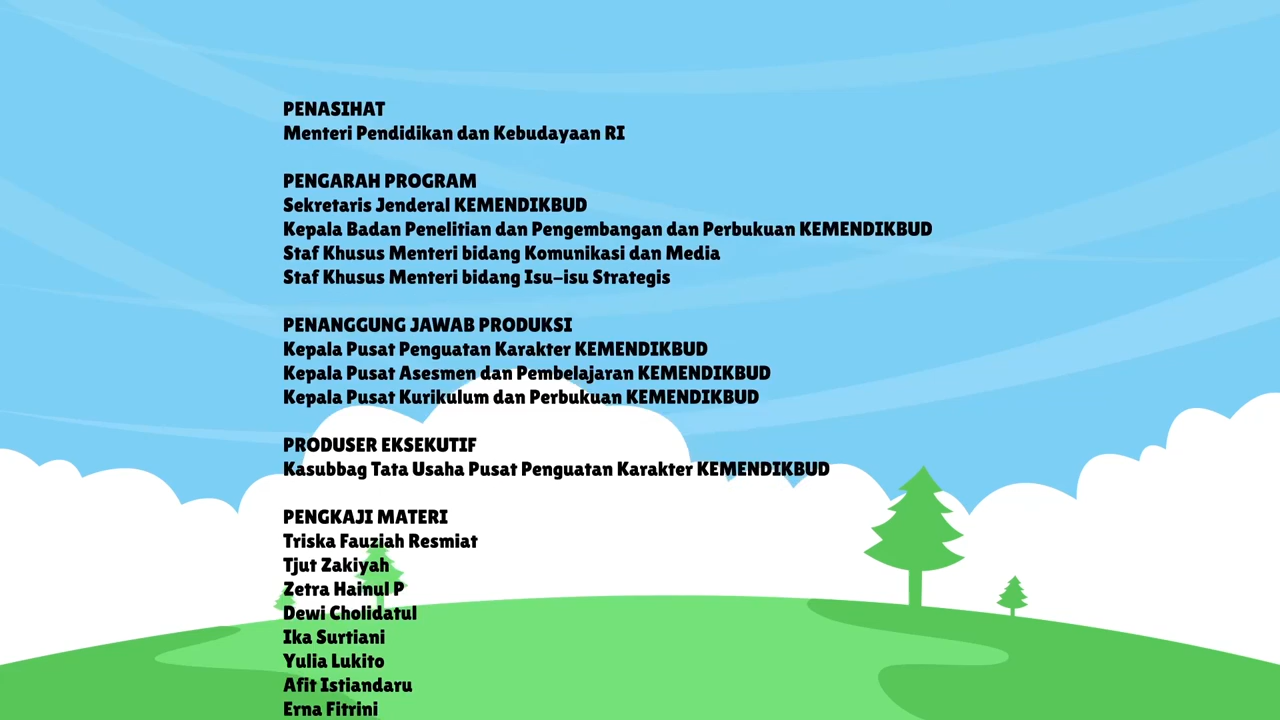 PENASIHAT
Menteri Pendidikan dan Kebudayaan RI
PENGARAH PROGRAM
Sekretaris Jenderal KEMENDIKBUD
Kepala Badan Penelitian dan Pengembangan dan Perbukuan KEMENDIKBUD
Staf Khusus Menteri bidang Komunikasi dan Media
Staf Khusus Menteri bidang Isu-isu Strategis
PENANGGUNG JAWAB PRODUKSI
Kepala Pusat Penguatan Karakter KEMENDIKBUD
Kepala Pusat Asesmen dan Pembelajaran KEMENDIKBUD
Kepala Pusat Kurikulum dan Perbukuan KEMENDIKBUD
PRODUSER EKSEKUTIF
Kasubbag Tata Usaha Pusat Penguatan Karakter KEMENDIKBUD
PENGKAJI MATERI
Triska Fauziah Resmiat
Tjut Zakiyah
Zetra Hainul P
Dewi Cholidatul
Ika Surtiani
Yulia Lukito
Afit Istiandaru
Erna Fitrini